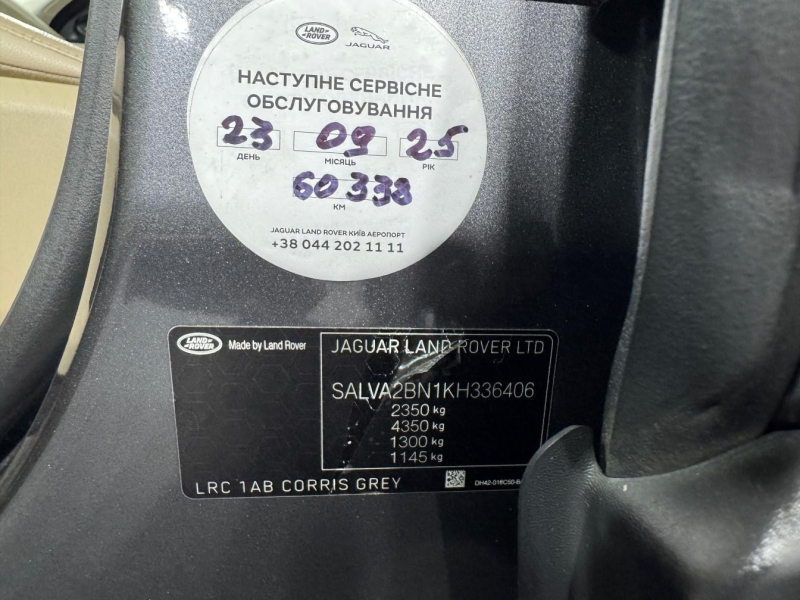 LAND ROVER
JAGUAR
НАСТУПНЕ СЕРВІСНЕ
ОБСЛУГОВУВАННЯ
23 09 25
ДЕНЬ МІСЯЦЬ РІК
60 338
КМ
JAGUAR LAND ROVER КИЇВ АЕРОПОРТ
+38 044 202 11 11
LAND ROVER
Made by Land Rover
JAGUAR LAND ROVER LTD
SALVA2BN1KH336406
2350 kg
4350 kg
1300 kg
1145 kg
LRC 1AB CORRIS GREY